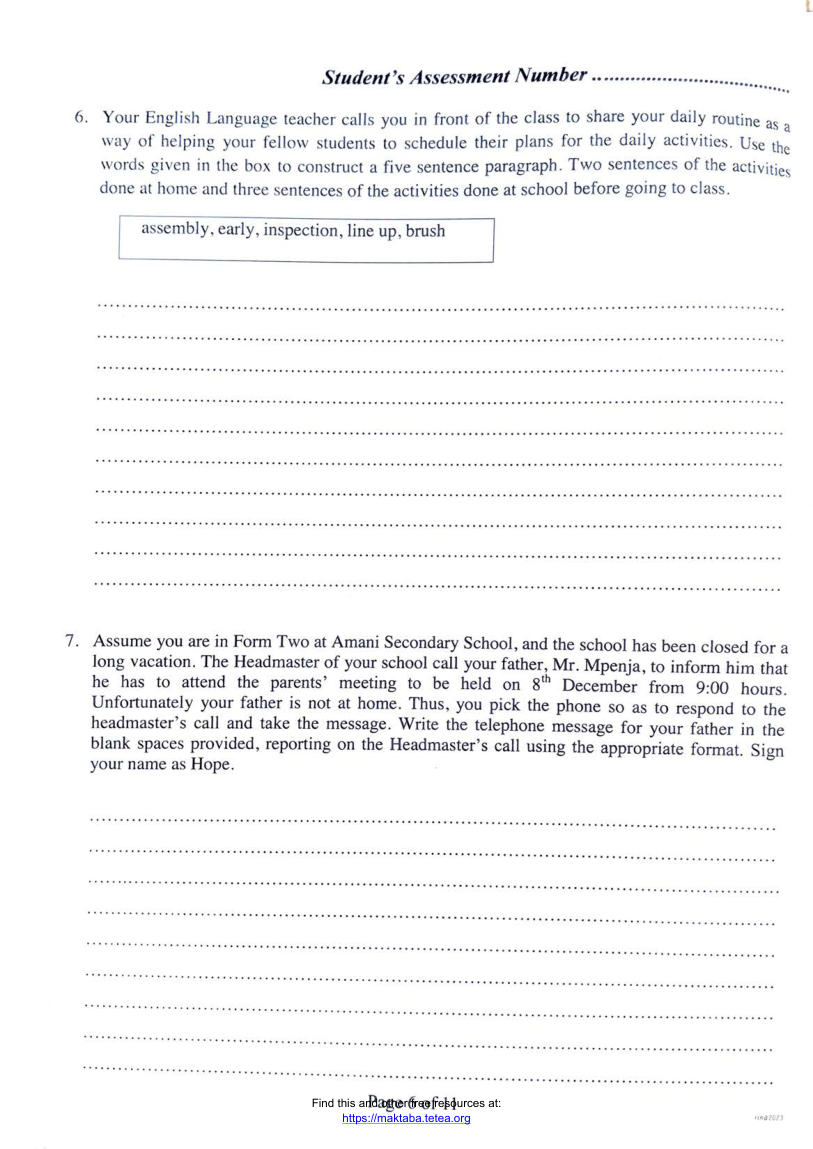 Student's Assessment Number ..................................................
6. Your English Language teacher calls you in front of the class to share your daily routine as a
way of helping your fellow students to schedule their plans for the daily activities. Use the
words given in the box to construct a five sentence paragraph. Two sentences of the activities
done at home and three sentences of the activities done at school before going to class.
assembly, early, inspection, line up, brush
7. Assume you are in Form Two at Amani Secondary School, and the school has been closed for a
long vacation. The Headmaster of your school call your father, Mr. Mpenja, to inform him that
he has to attend the parents' meeting to be held on 8th December from 9:00 hours.
Unfortunately your father is not at home. Thus, you pick the phone so as to respond to the
headmaster's call and take the message. Write the telephone message for your father in the
blank spaces provided, reporting on the Headmaster's call using the appropriate format. Sign
your name as Hope.
Page 6 of 11
Find this and other free resources at:
https://maktaba.tetea.org